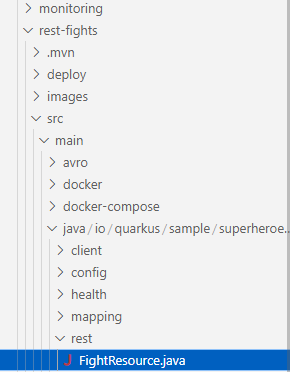 monitoring
rest-fights
.mvn
deploy
images
src
main
avro
docker
docker-compose
java/io/quarkus/sample/superheroe...
client
config
health
mapping
rest
J FightResource.java